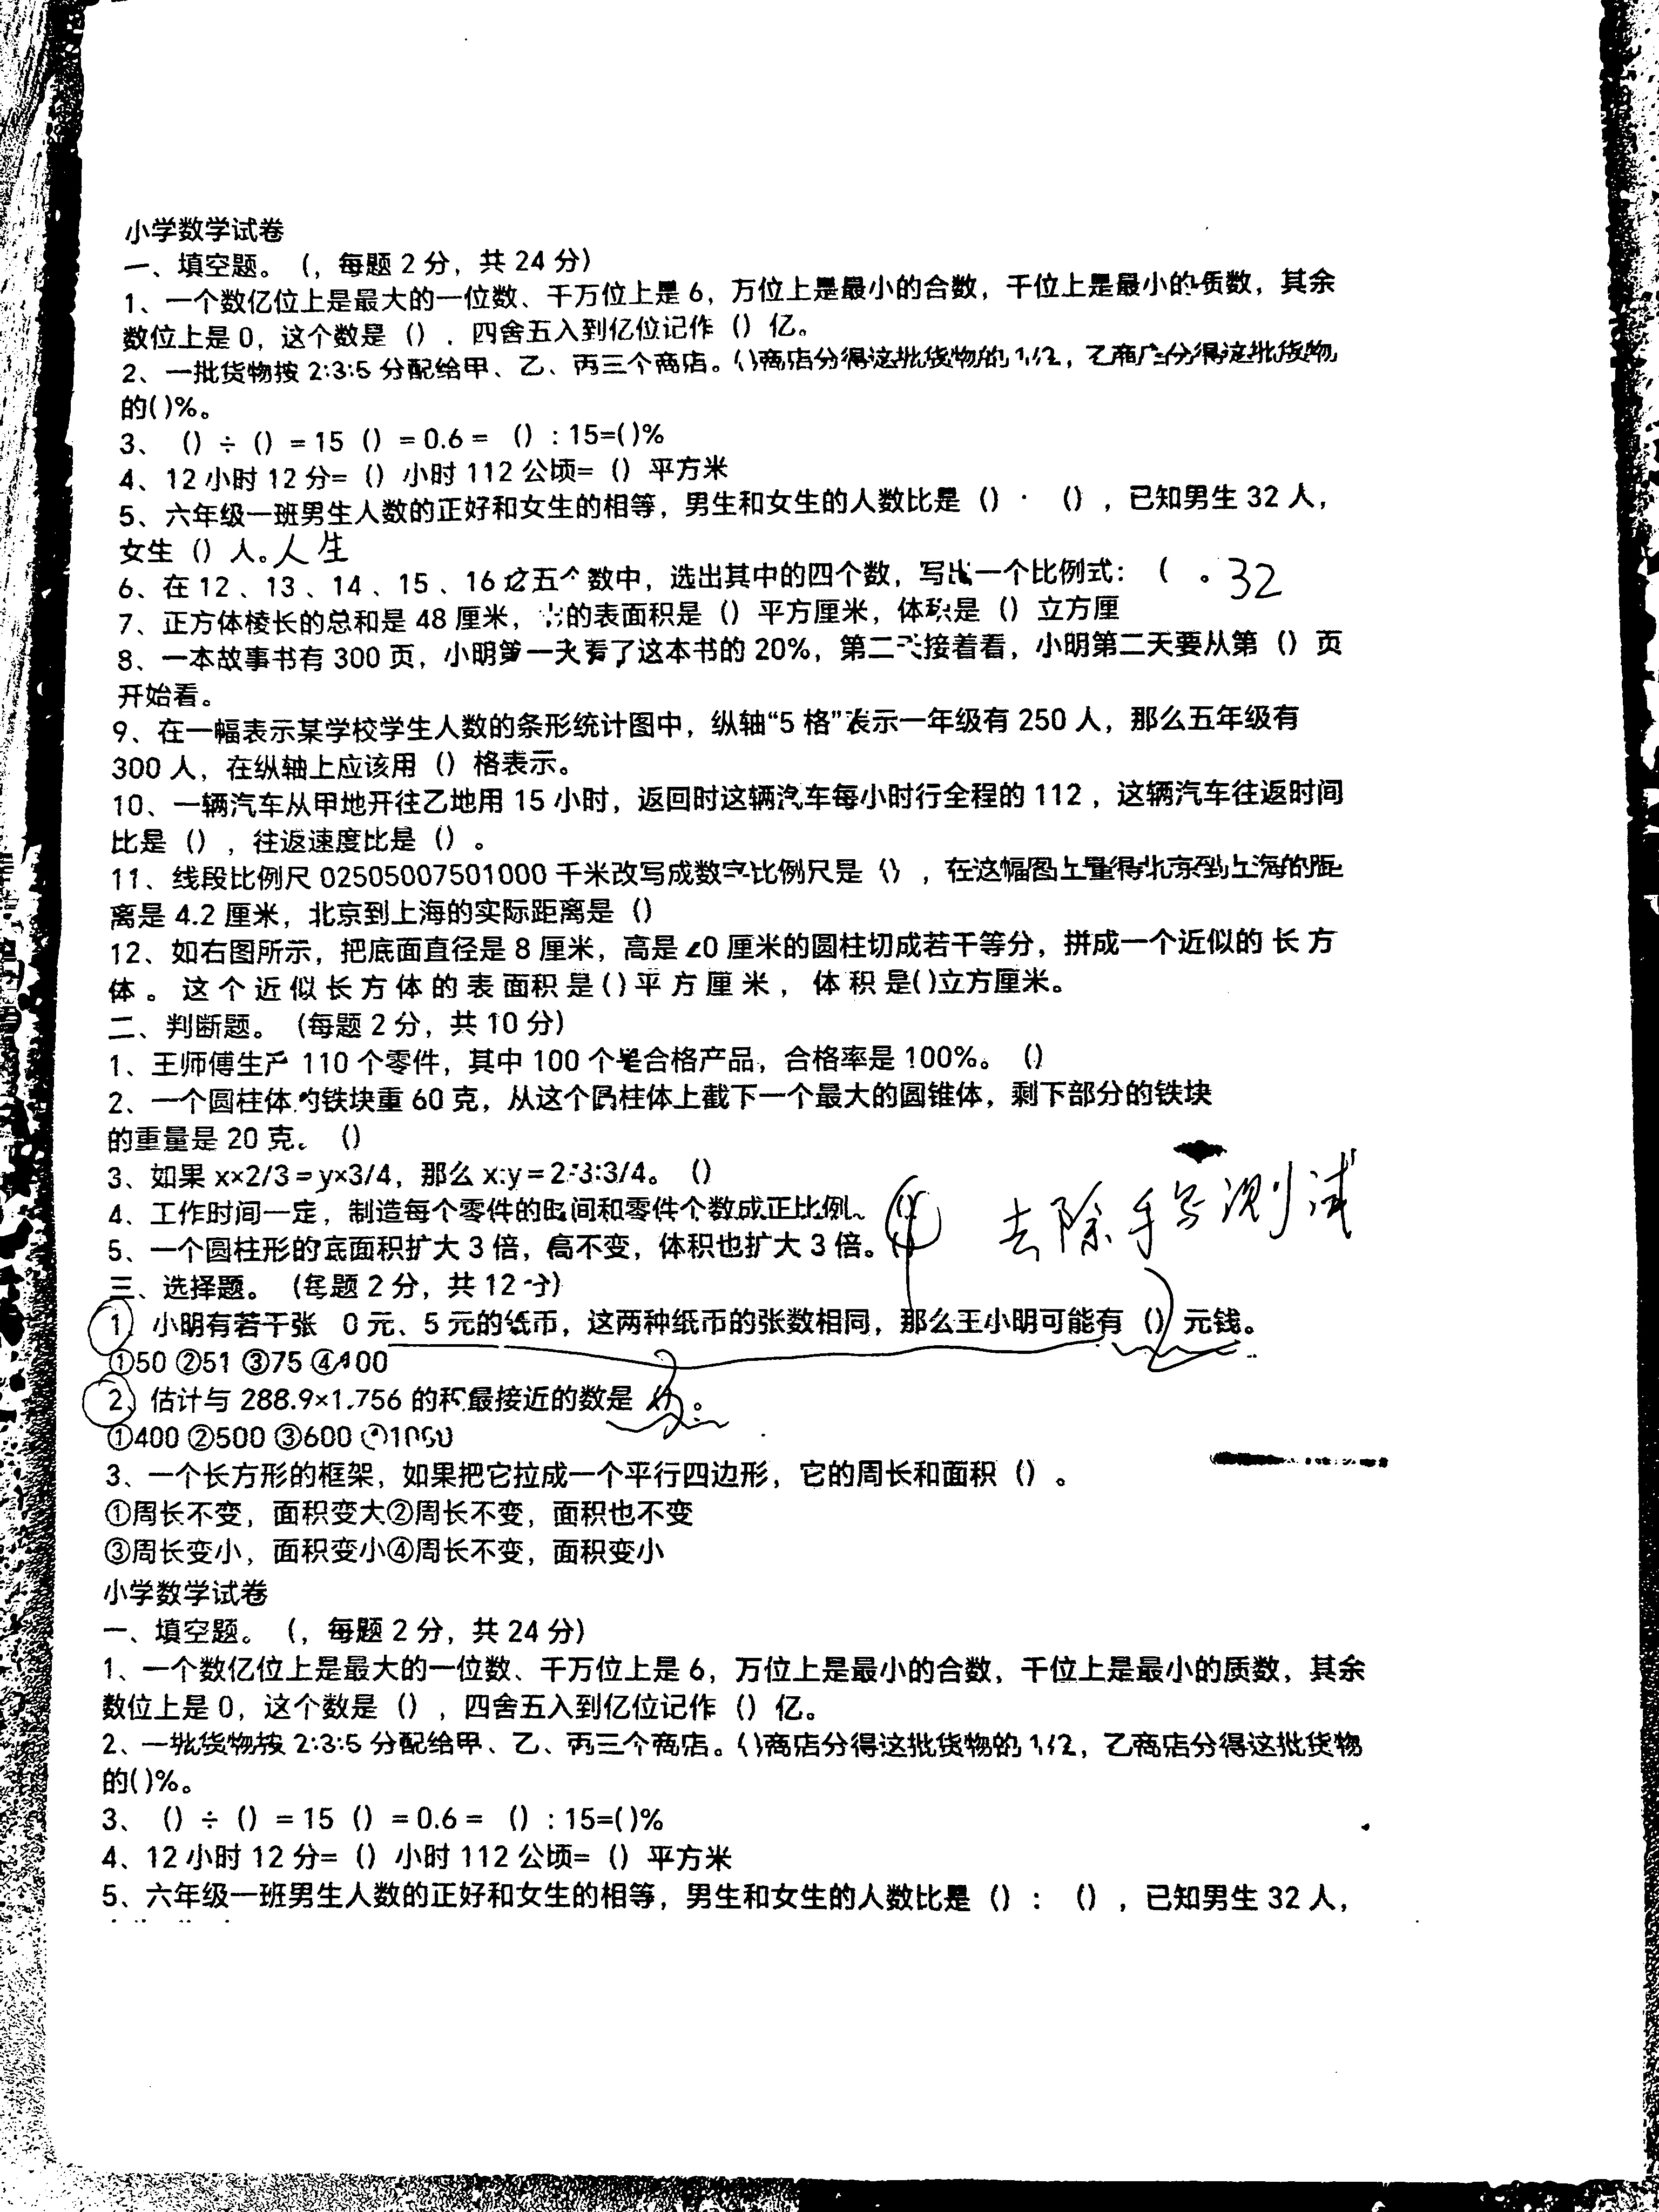 小学数学试卷
一、填空题。（，每题 2 分，共 24 分）
1、一个数亿位上是最大的一位数、千万位上是 6，万位上是最小的合数，千位上是最小的质数，其余
数位上是 0，这个数是（），四舍五入到亿位记作（）亿。
2、一批货物按 2:3:5 分配给甲、乙、丙三个商店。()商店分得这批货物的 1/2，乙商店分得这批货物
的()%。
3、（）÷（）= 15（）= 0.6 =（）: 15=()%
4、12 小时 12 分=（）小时 112 公顷=（）平方米
5、六年级一班男生人数的正好和女生的相等，男生和女生的人数比是（）·（），已知男生 32 人，
女生（）人。人生
6、在 12 、13 、14 、15 、16 这五个数中，选出其中的四个数，写出一个比例式：（ 。32
7、正方体棱长的总和是 48 厘米，的表面积是（）平方厘米，体积是（）立方厘
8、一本故事书有 300 页，小明第一天看了这本书的 20%，第二天接着看，小明第二天要从第（）页
开始看。
9、在一幅表示某学校学生人数的条形统计图中，纵轴“5 格”表示一年级有 250 人，那么五年级有
300 人，在纵轴上应该用（）格表示。
10、一辆汽车从甲地开往乙地用 15 小时，返回时这辆汽车每小时行全程的 112 ，这辆汽车往返时间
比是（），往返速度比是（）。
11、线段比例尺 02505007501000 千米改写成数字比例尺是（），在这幅图上量得北京到上海的距
离是 4.2 厘米，北京到上海的实际距离是（）
12、如右图所示，把底面直径是 8 厘米，高是 20 厘米的圆柱切成若干等分，拼成一个近似的 长 方
体 。 这 个 近 似 长 方 体 的 表 面积 是()平 方 厘 米 ， 体 积 是()立方厘米。
二、判断题。（每题 2 分，共 10 分）
1、王师傅生产 110 个零件，其中 100 个是合格产品，合格率是 100%。（）
2、一个圆柱体的铁块重 60 克，从这个圆柱体上截下一个最大的圆锥体，剩下部分的铁块
的重量是 20 克。（）
3、如果 x×2/3 = y×3/4，那么 x:y = 2/3:3/4。（）
4、工作时间一定，制造每个零件的时间和零件个数成正比例。（
去除手写测试
5、一个圆柱形的底面积扩大 3 倍，高不变，体积也扩大 3 倍。（
三、选择题。（每题 2 分，共 12 分）
1、小明有若干张 0 元、5 元的纸币，这两种纸币的张数相同，那么王小明可能有（）元钱。
①50 ②51 ③75 ④100
2、估计与 288.9×1.756 的积最接近的数是（）。
①400 ②500 ③600 ④1000
3、一个长方形的框架，如果把它拉成一个平行四边形，它的周长和面积（）。
①周长不变，面积变大②周长不变，面积也不变
③周长变小，面积变小④周长不变，面积变小
小学数学试卷
一、填空题。（，每题 2 分，共 24 分）
1、一个数亿位上是最大的一位数、千万位上是 6，万位上是最小的合数，千位上是最小的质数，其余
数位上是 0，这个数是（），四舍五入到亿位记作（）亿。
2、一批货物按 2:3:5 分配给甲、乙、丙三个商店。()商店分得这批货物的 1/2，乙商店分得这批货物
的()%。
3、（）÷（）= 15（）= 0.6 =（）: 15=()%
4、12 小时 12 分=（）小时 112 公顷=（）平方米
5、六年级一班男生人数的正好和女生的相等，男生和女生的人数比是（）：（），已知男生 32 人，